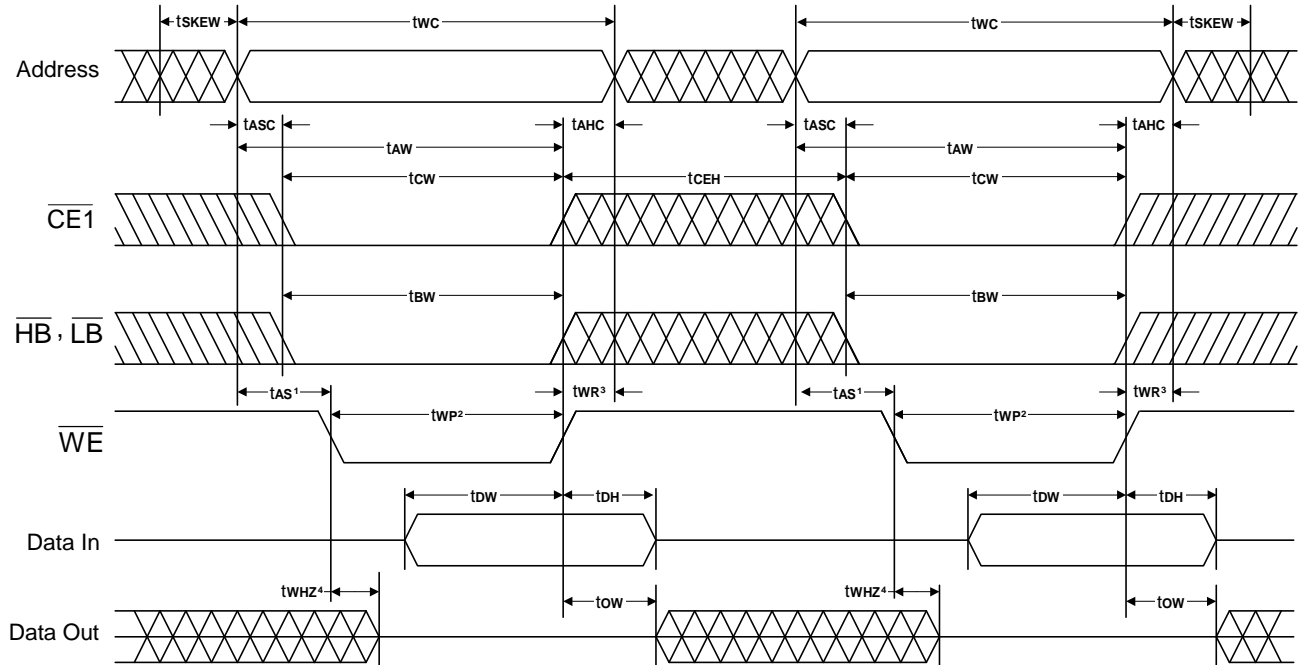 tSKEW tWC tWC tSKEW
Address
tASC tAHC tASC tAHC
tAW tAW
tCW tCEH tCW
CE1
tBW tBW
HB , LB
tAS1 tWR3 tAS1 tWR3
tWP2 tWP2
WE
tDW tDH tDW tDH
Data In
tWHZ4 tWHZ4
tOW tOW
Data Out